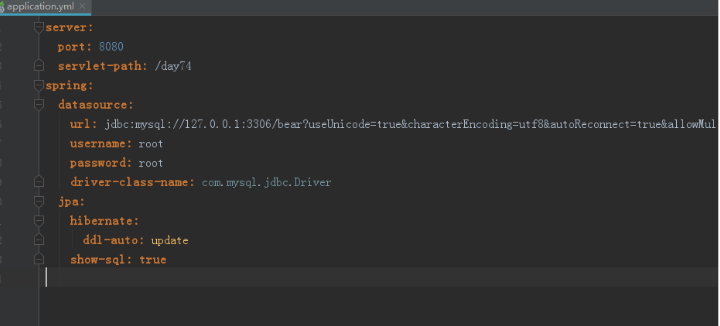 application.yml
server:
  port: 8080
  servlet-path: /day74
spring:
  datasource:
    url: jdbc:mysql://127.0.0.1:3306/bear?useUnicode=true&characterEncoding=utf8&autoReconnect=true&allowMul
    username: root
    password: root
    driver-class-name: com.mysql.jdbc.Driver
  jpa:
    hibernate:
      ddl-auto: update
    show-sql: true